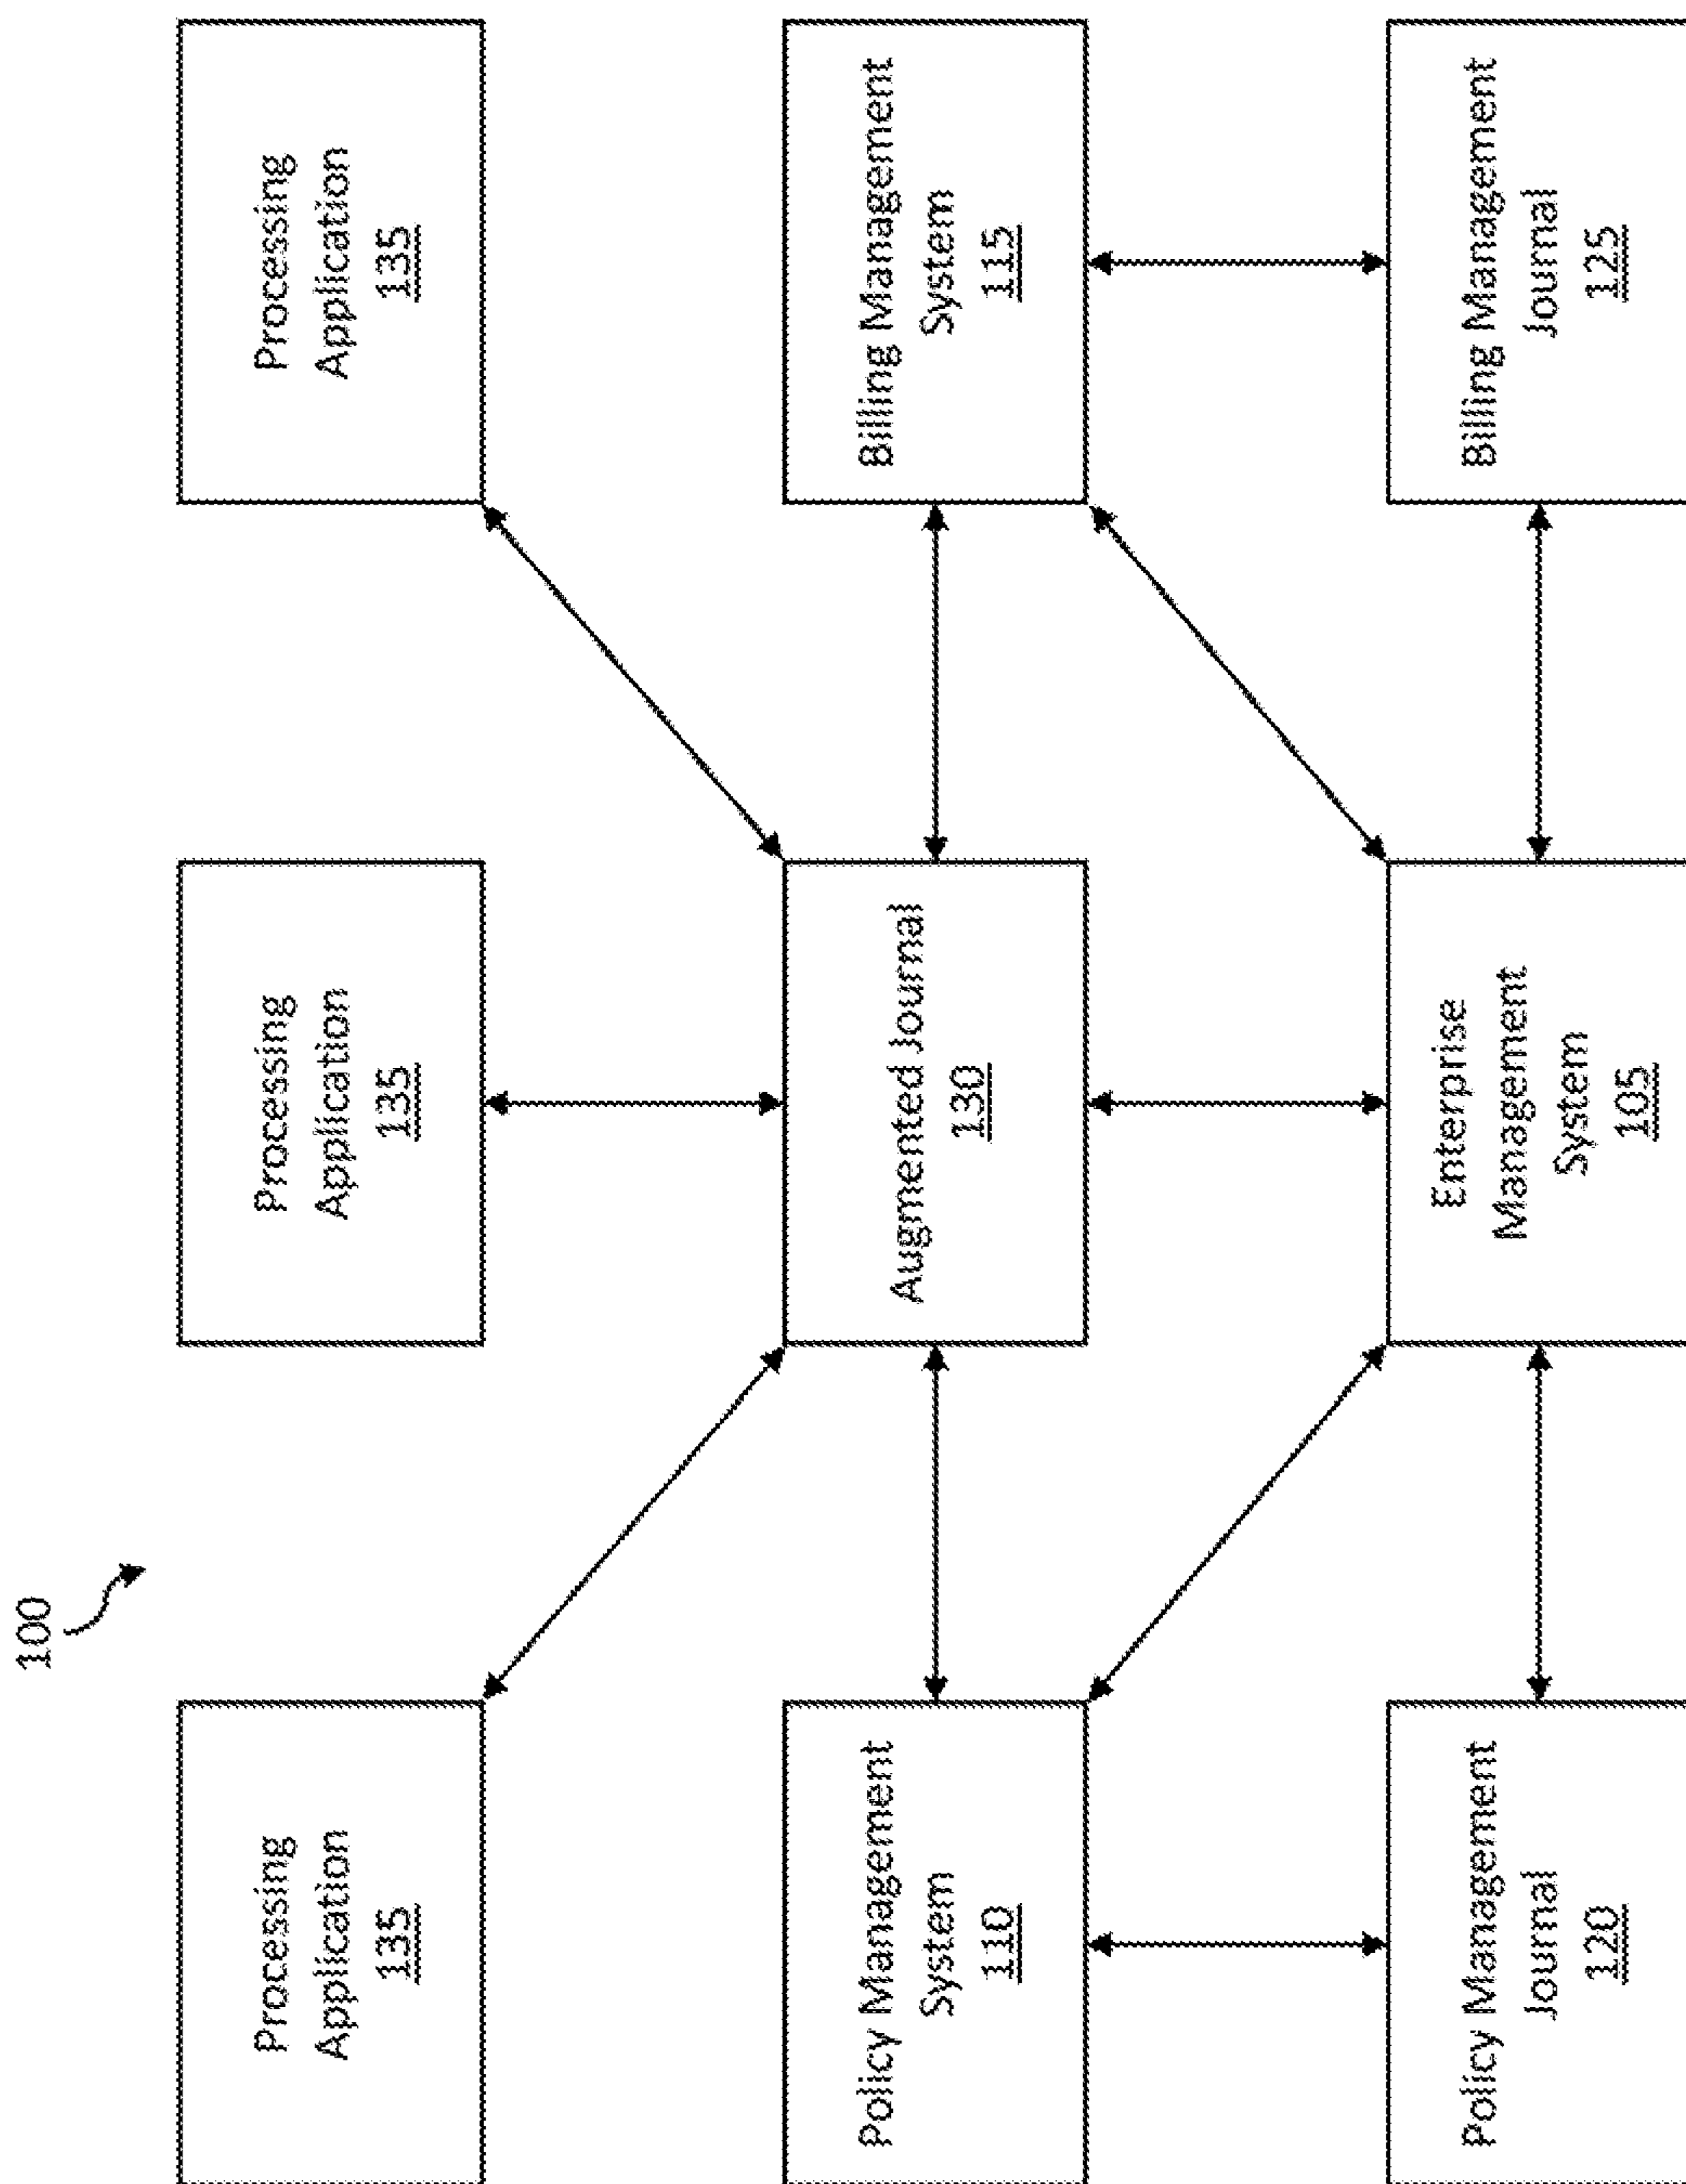 100
Processing
Application
135
Processing
Application
135
Processing
Application
135
Policy Management
System
110
Augmented Journal
130
Billing Management
System
115
Policy Management
Journal
120
Enterprise
Management
System
105
Billing Management
Journal
125